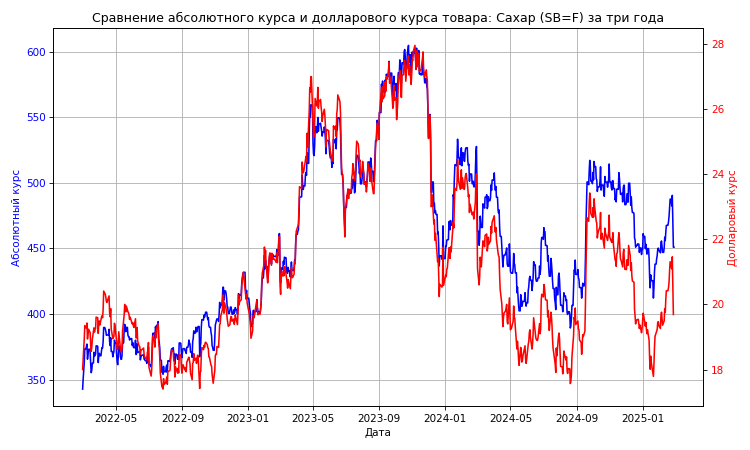 Сравнение абсолютного курса и долларового курса товара: Сахар (SB=F) за три года
Абсолютный курс
600
550
500
450
400
350
28
26
24
22
20
18
Долларовый курс
2022-05 2022-09 2023-01 2023-05 2023-09 2024-01 2024-05 2024-09 2025-01
Дата